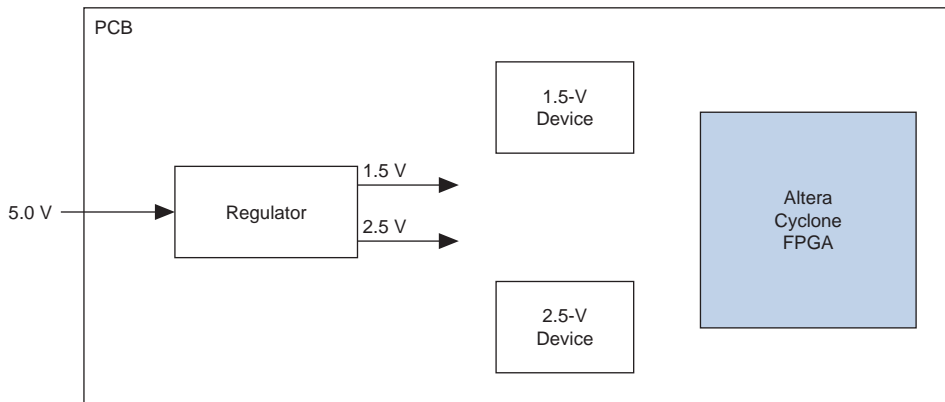 PCB
1.5-V
Device
1.5 V
5.0 V
Regulator
2.5 V
Altera
Cyclone
FPGA
2.5-V
Device